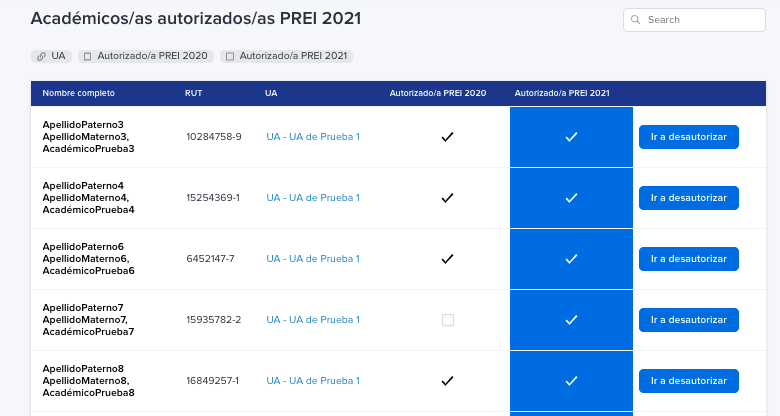 Académicos/as autorizados/as PREI 2021
Search
UA Autorizado/a PREI 2020 Autorizado/a PREI 2021
Nombre completo RUT UA Autorizado/a PREI 2020 Autorizado/a PREI 2021
ApellidoPaterno3
ApellidoMaterno3, 10284758-9 UA - UA de Prueba 1 Ir a desautorizar
AcadémicoPrueba3
ApellidoPaterno4
ApellidoMaterno4, 15254369-1 UA - UA de Prueba 1 Ir a desautorizar
AcadémicoPrueba4
ApellidoPaterno6
ApellidoMaterno6, 6452147-7 UA - UA de Prueba 1 Ir a desautorizar
AcadémicoPrueba6
ApellidoPaterno7
ApellidoMaterno7, 15935782-2 UA - UA de Prueba 1 Ir a desautorizar
AcadémicoPrueba7
ApellidoPaterno8
ApellidoMaterno8, 16849257-1 UA - UA de Prueba 1 Ir a desautorizar
AcadémicoPrueba8